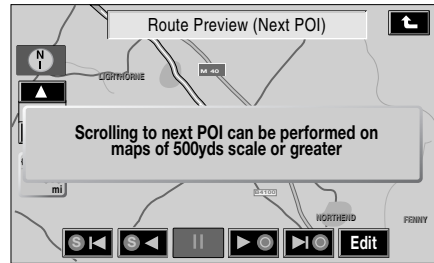 Route Preview (Next POI)
N
LIGHTHORNE
M 40
Scrolling to next POI can be performed on
maps of 500yds scale or greater
mi
B4100
NORTHEND
FENNY
S
S
Edit